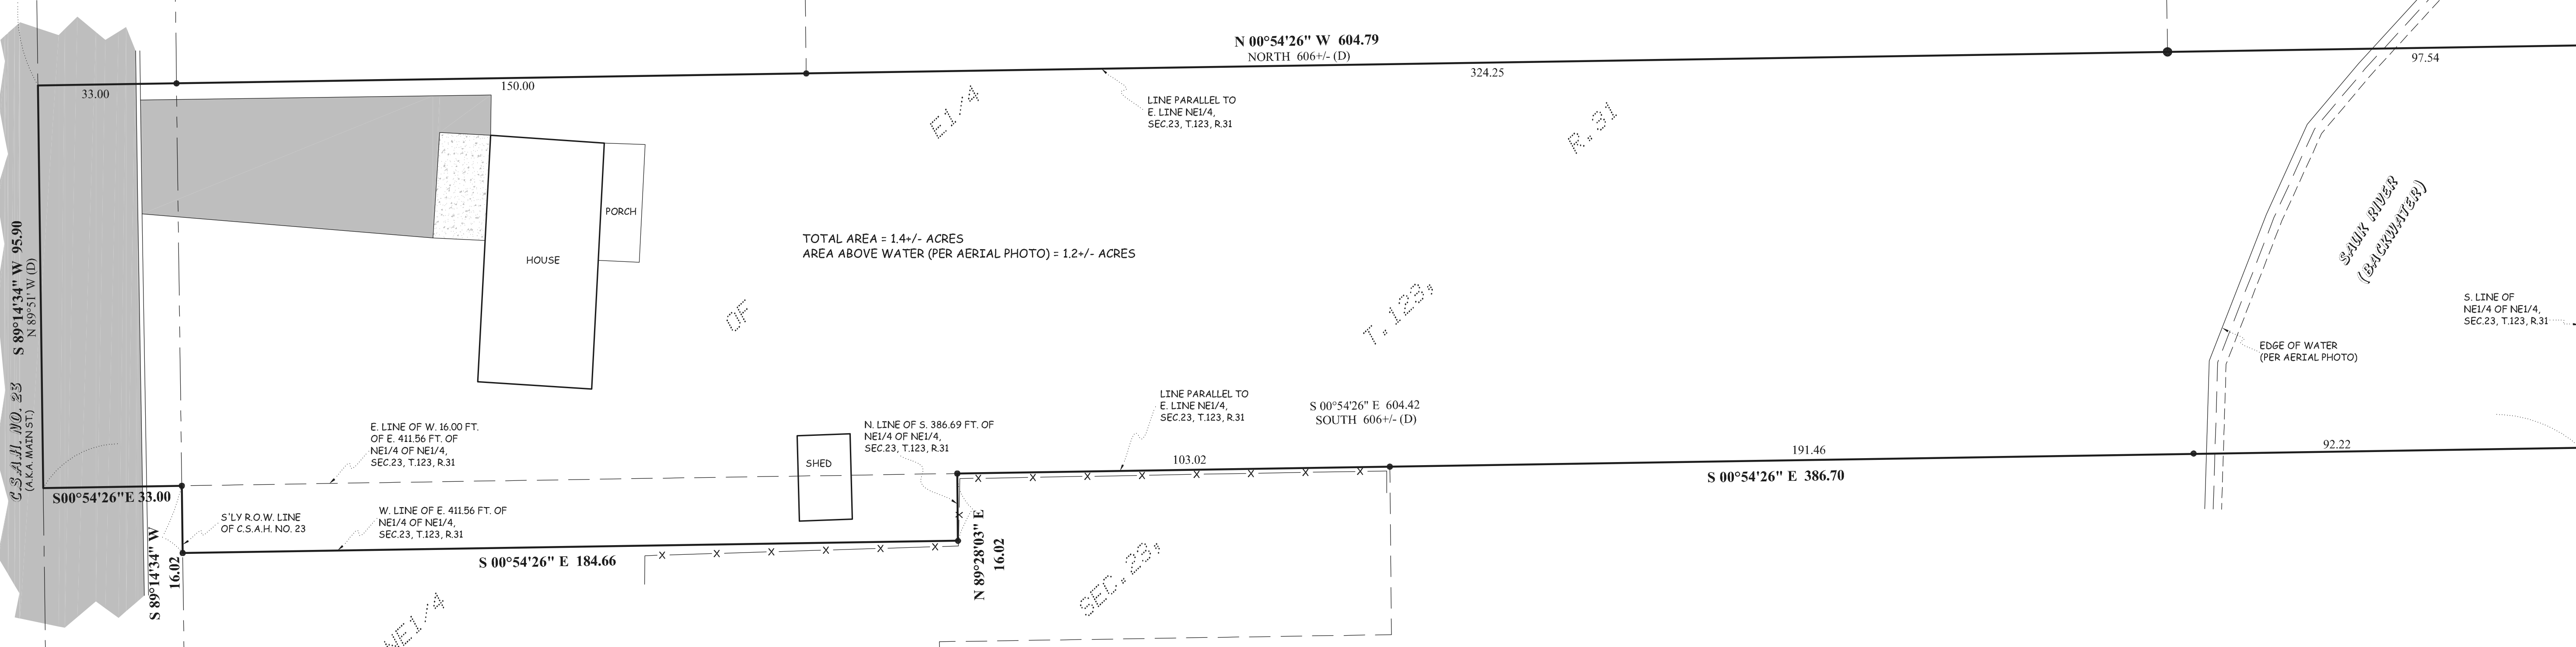 N 00°54'26" W  604.79
NORTH  606+/- (D)
33.00
150.00
324.25
97.54
LINE PARALLEL TO
E. LINE NE1/4,
SEC.23, T.123, R.31
E1/4
R.31
PORCH
HOUSE
TOTAL AREA = 1.4+/- ACRES
AREA ABOVE WATER (PER AERIAL PHOTO) = 1.2+/- ACRES
OF
T.123,
SAUK RIVER
(BACKWATER)
S. LINE OF
NE1/4 OF NE1/4,
SEC.23, T.123, R.31
EDGE OF WATER
(PER AERIAL PHOTO)
S 89°14'34" W  95.90
N 89°51' W (D)
C.S.A.H. NO. 23
(A.K.A. MAIN ST.)
E. LINE OF W. 16.00 FT.
OF E. 411.56 FT. OF
NE1/4 OF NE1/4,
SEC.23, T.123, R.31
N. LINE OF S. 386.69 FT. OF
NE1/4 OF NE1/4,
SEC.23, T.123, R.31
LINE PARALLEL TO
E. LINE NE1/4,
SEC.23, T.123, R.31
S 00°54'26" E  604.42
SOUTH  606+/- (D)
SHED
103.02
191.46
92.22
S 00°54'26" E  386.70
S00°54'26"E 33.00
S'LY R.O.W. LINE
OF C.S.A.H. NO. 23
W. LINE OF E. 411.56 FT. OF
NE1/4 OF NE1/4,
SEC.23, T.123, R.31
S 89°14'34" W
16.02
S 00°54'26" E  184.66
N 89°28'03" E
16.02
SEC.23,
NE1/4